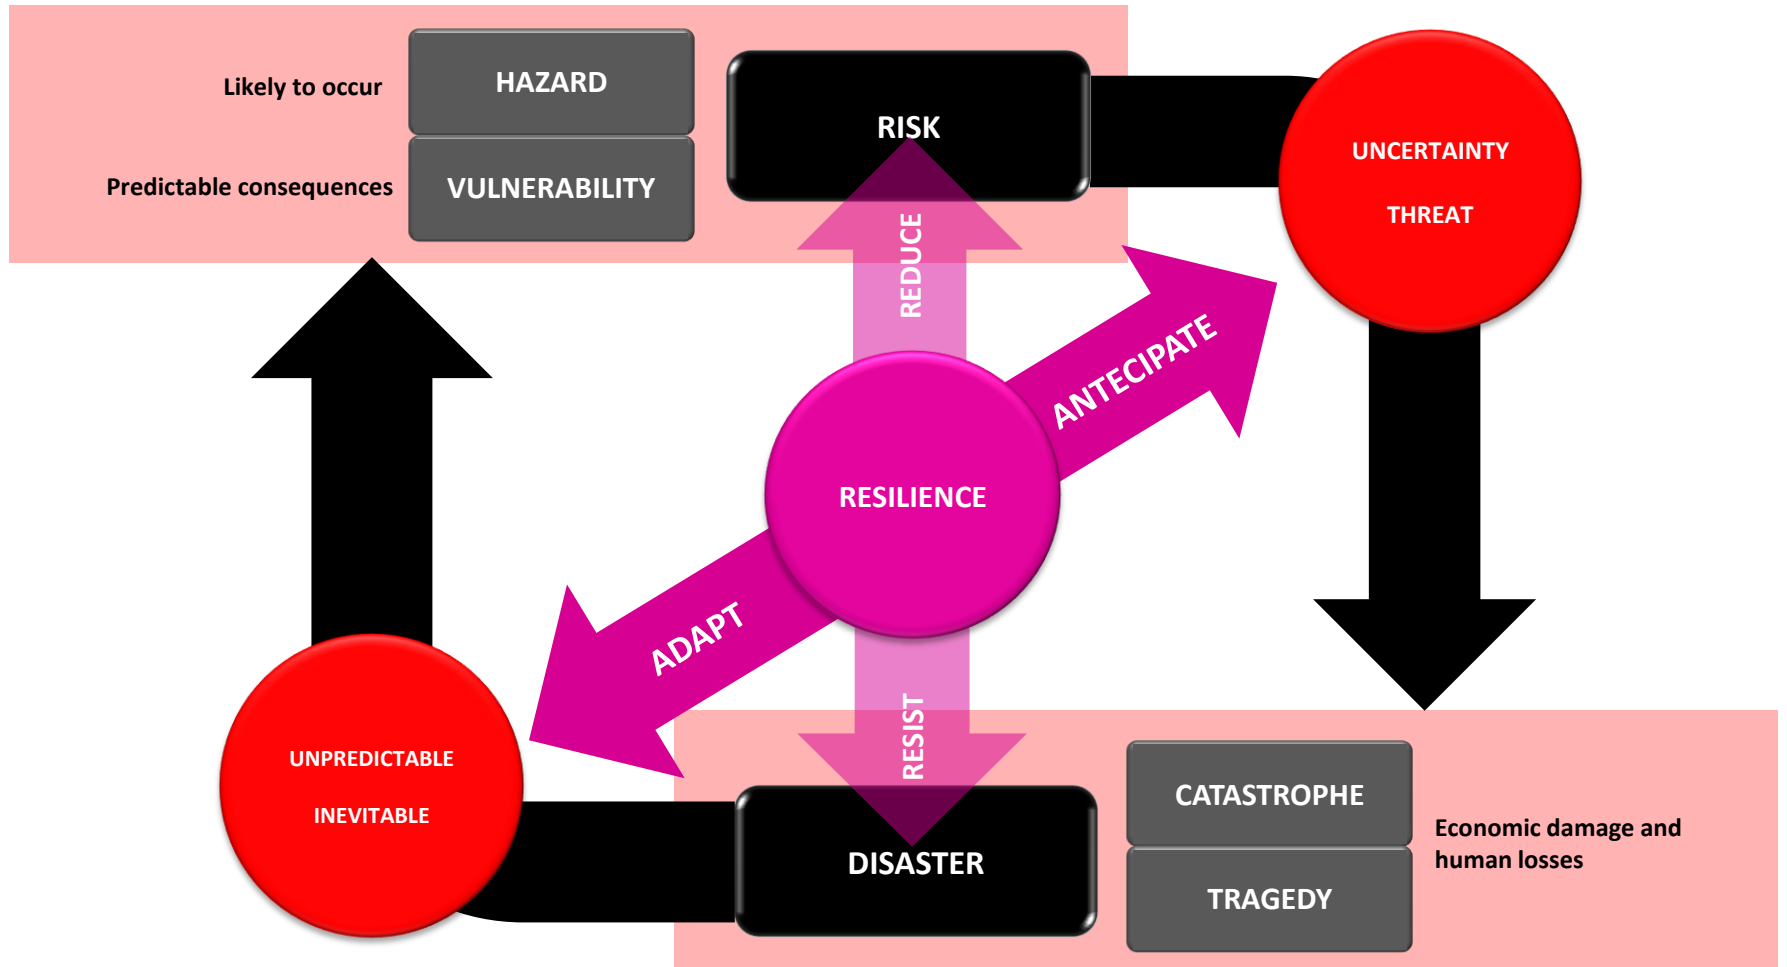 Likely to occur
HAZARD
RISK
Predictable consequences
VULNERABILITY
UNCERTAINTY
THREAT
REDUCE
ANTECIPATE
RESILIENCE
ADAPT
RESIST
UNPREDICTABLE
INEVITABLE
DISASTER
CATASTROPHE
TRAGEDY
Economic damage and
human losses